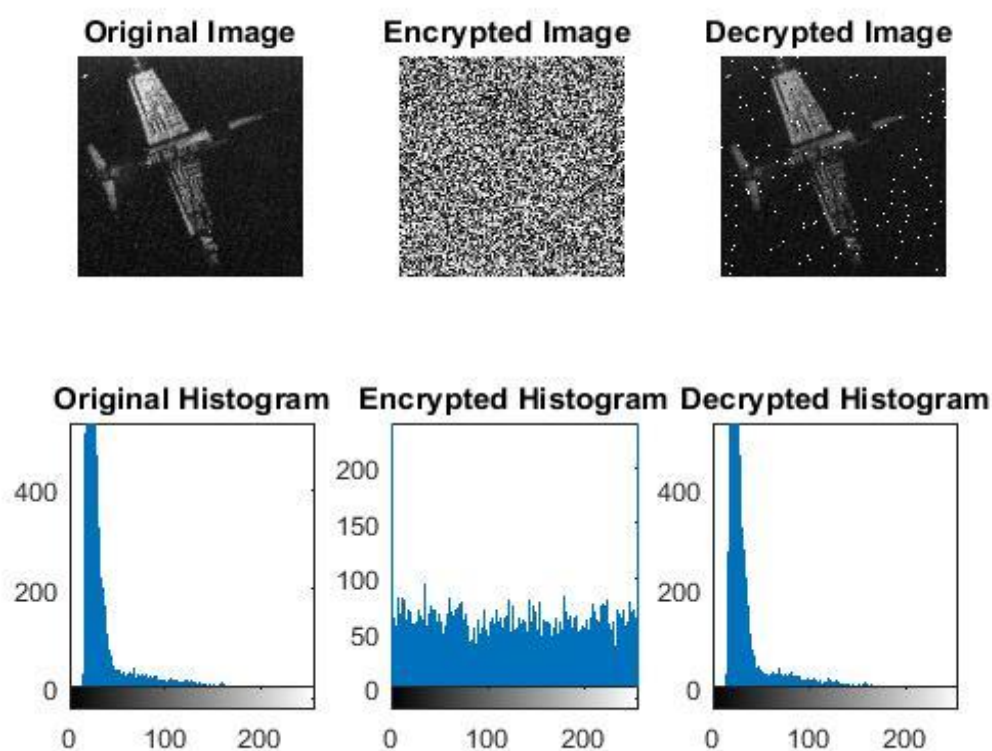 Original Image
Encrypted Image
Decrypted Image
Original Histogram
Encrypted Histogram
Decrypted Histogram
400
200
0
0 100 200
200
150
100
50
0
0 100 200
400
200
0
0 100 200